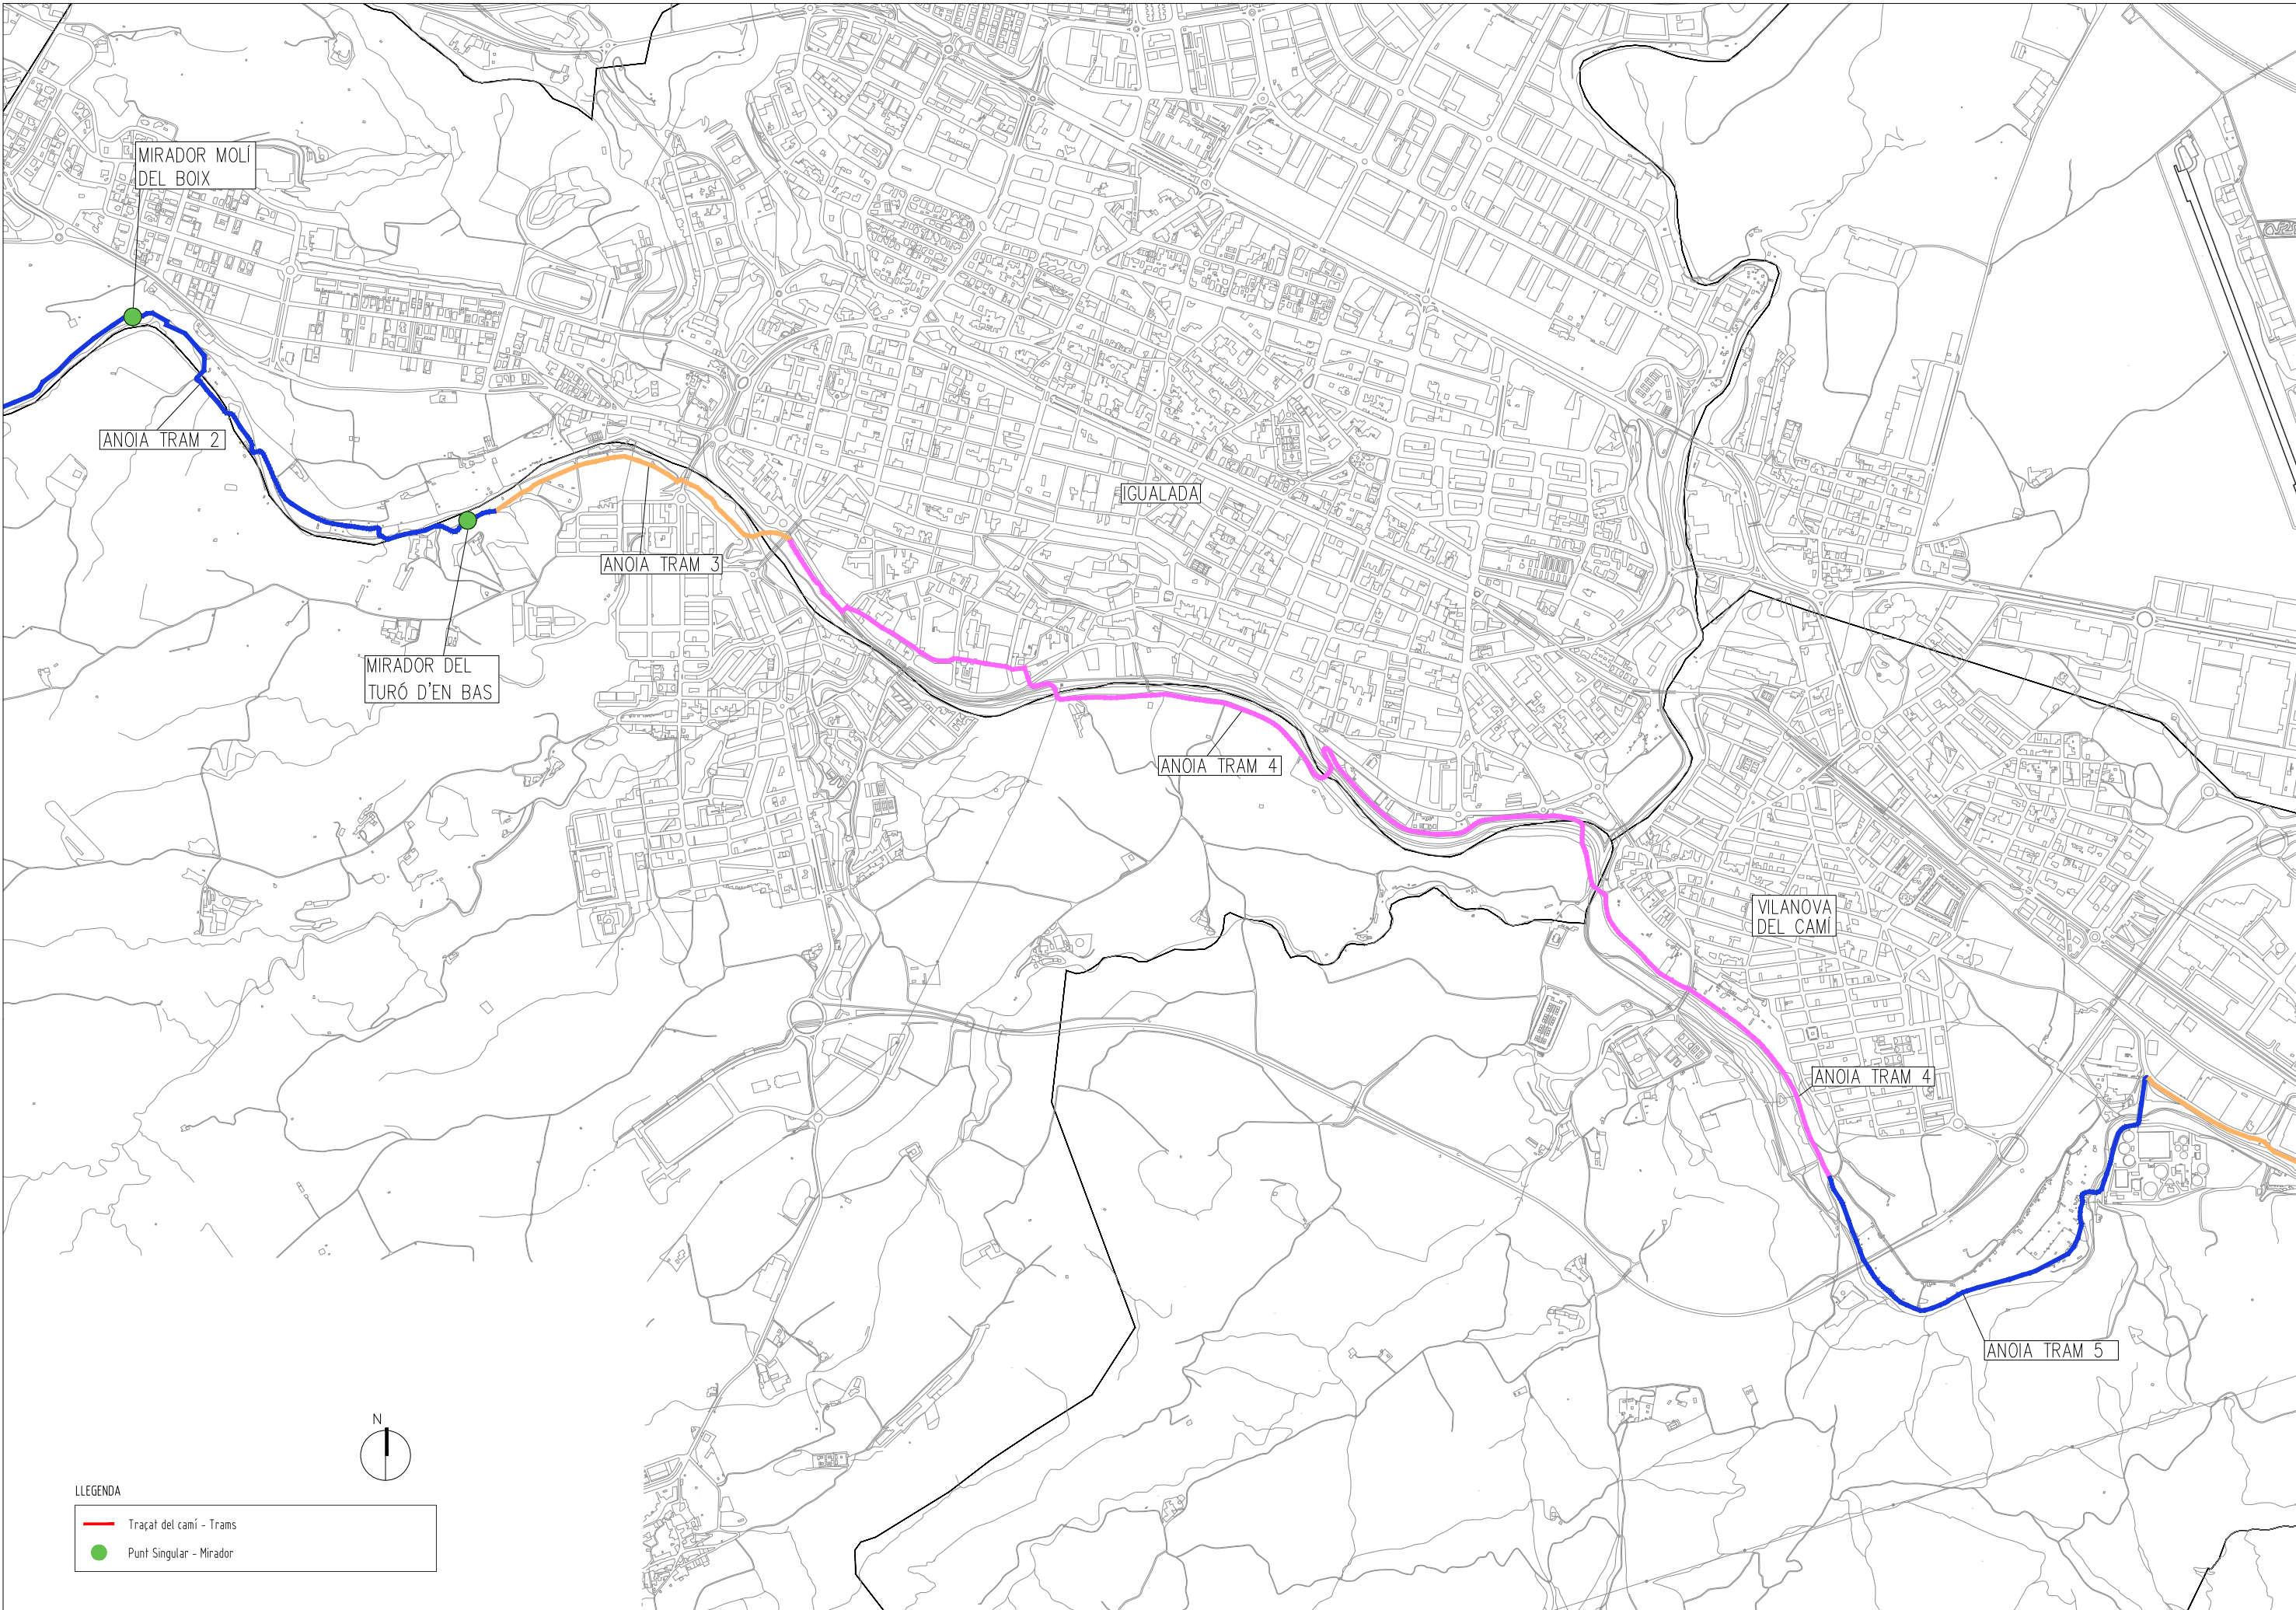 MIRADOR MOLÍ
DEL BOIX
ANOIA TRAM 2
IGUALADA
ANOIA TRAM 3
MIRADOR DEL
TURÓ D'EN BAS
ANOIA TRAM 4
VILANOVA
DEL CAMÍ
ANOIA TRAM 4
ANOIA TRAM 5
N
LLEGENDA
Traçat del camí - Trams
Punt Singular - Mirador